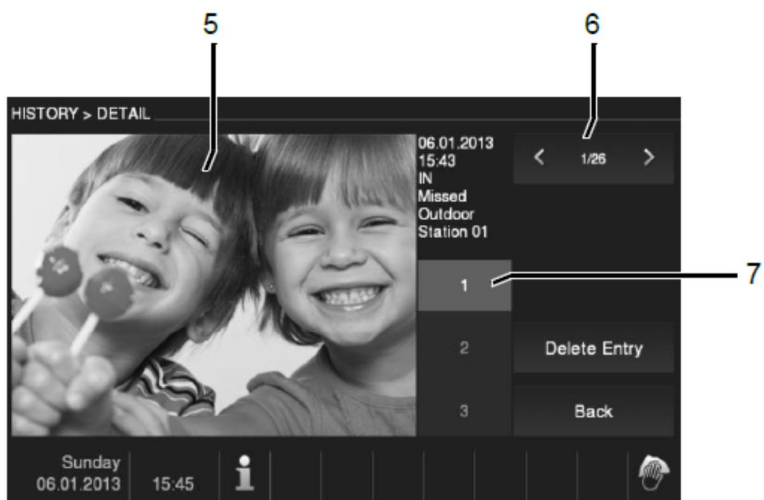 5
6
HISTORY > DETAIL
06.01.2013
15:43
IN
Missed
Outdoor
Station 01
< 1/26 >
1
7
2
Delete Entry
3
Back
Sunday
06.01.2013
15:45
i